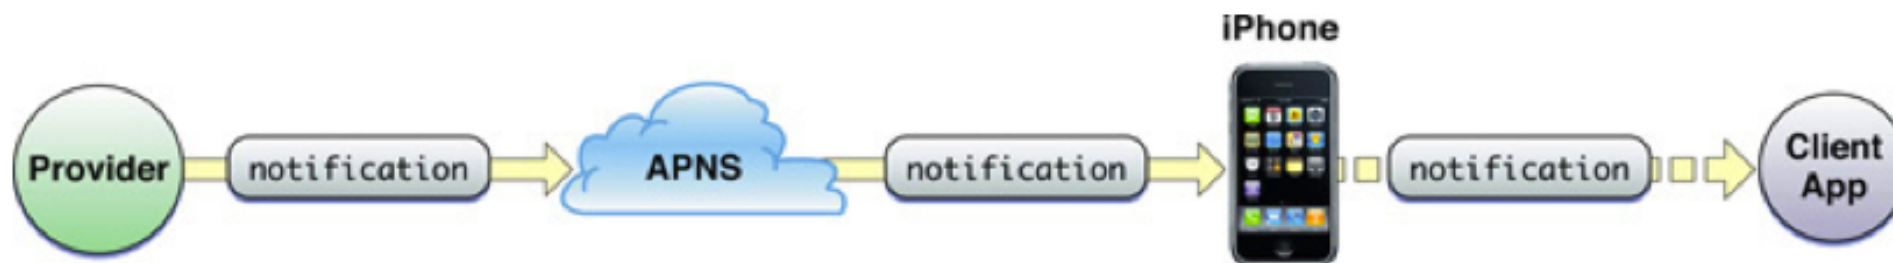 iPhone
Provider
notification
APNS
notification
notification
Client
App